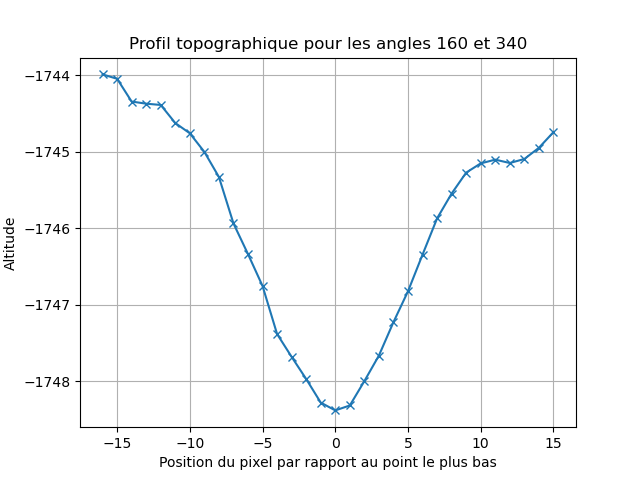 Profil topographique pour les angles 160 et 340
Altitude
−1744
−1745
−1746
−1747
−1748
−15 −10 −5 0 5 10 15
Position du pixel par rapport au point le plus bas